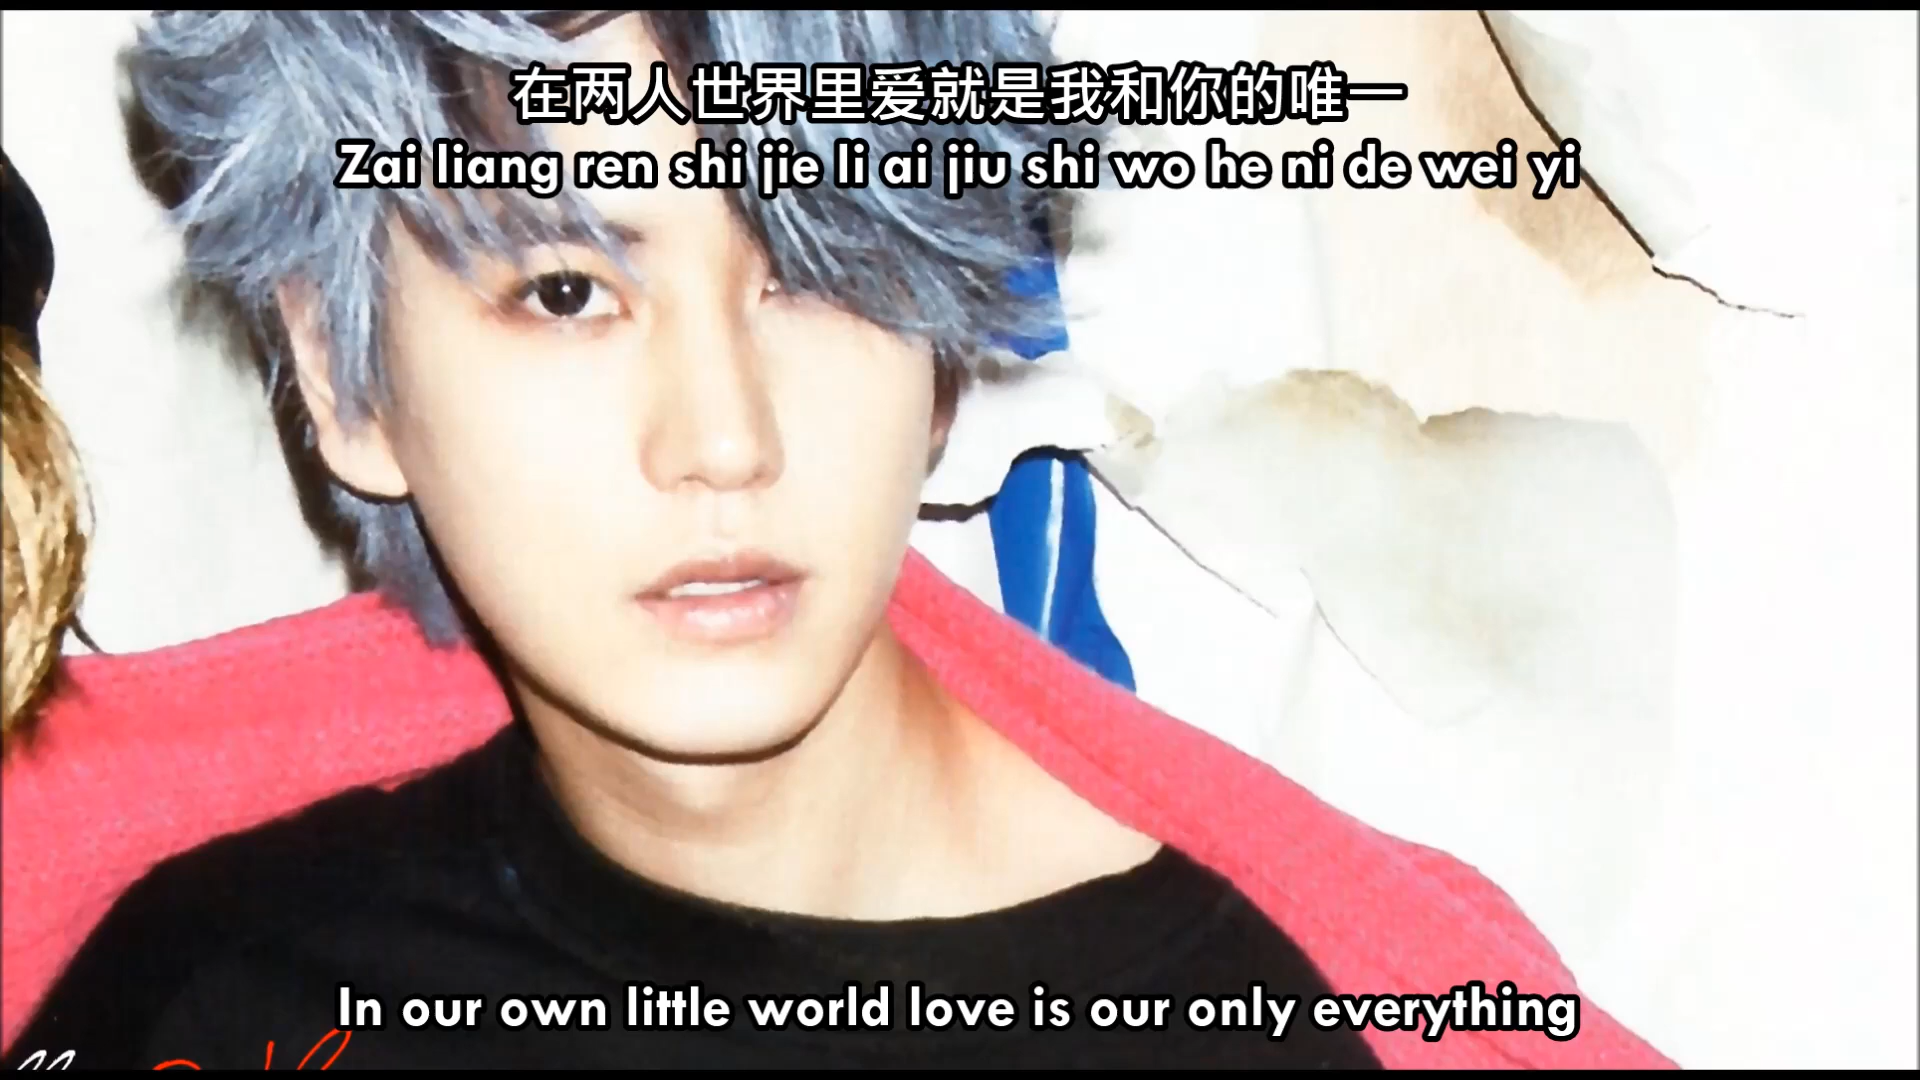 在两人世界里爱就是我和你的唯一
Zai liang ren shi jie li ai jiu shi wo he ni de wei yi
In our own little world love is our only everything